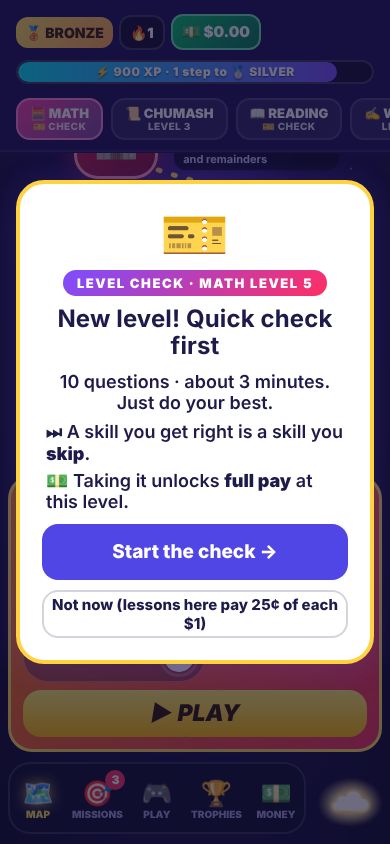 🥉 BRONZE
🔥1
💵 $0.00
⚡ 900 XP · 1 step to 🥈 SILVER
🧮 MATH
🎫 CHECK
📜 CHUMASH
LEVEL 3
📖 READING
🎫 CHECK
and remainders
LEVEL CHECK · MATH LEVEL 5
New level! Quick check
first
10 questions · about 3 minutes.
Just do your best.
⏭ A skill you get right is a skill you
skip.
💵 Taking it unlocks full pay at
this level.
Start the check →
Not now (lessons here pay 25¢ of each
$1)
▶ PLAY
3
MAP
MISSIONS
PLAY
TROPHIES
MONEY